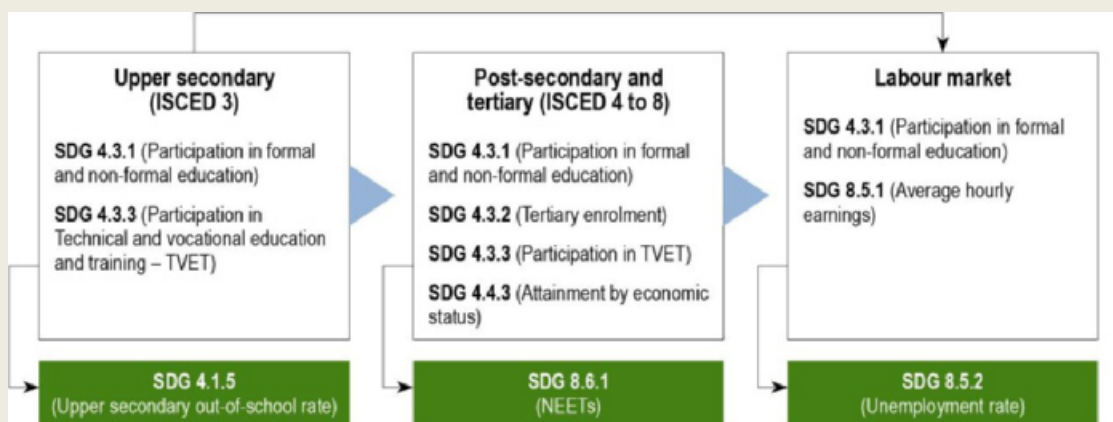 Upper secondary
(ISCED 3)
SDG 4.3.1 (Participation in formal
and non-formal education)
SDG 4.3.3 (Participation in
Technical and vocational education
and training – TVET)
SDG 4.1.5
(Upper secondary out-of-school rate)
Post-secondary and
tertiary (ISCED 4 to 8)
SDG 4.3.1 (Participation in formal
and non-formal education)
SDG 4.3.2 (Tertiary enrolment)
SDG 4.3.3 (Participation in TVET)
SDG 4.4.3 (Attainment by economic
status)
SDG 8.6.1
(NEETs)
Labour market
SDG 4.3.1 (Participation in formal
and non-formal education)
SDG 8.5.1 (Average hourly
earnings)
SDG 8.5.2
(Unemployment rate)